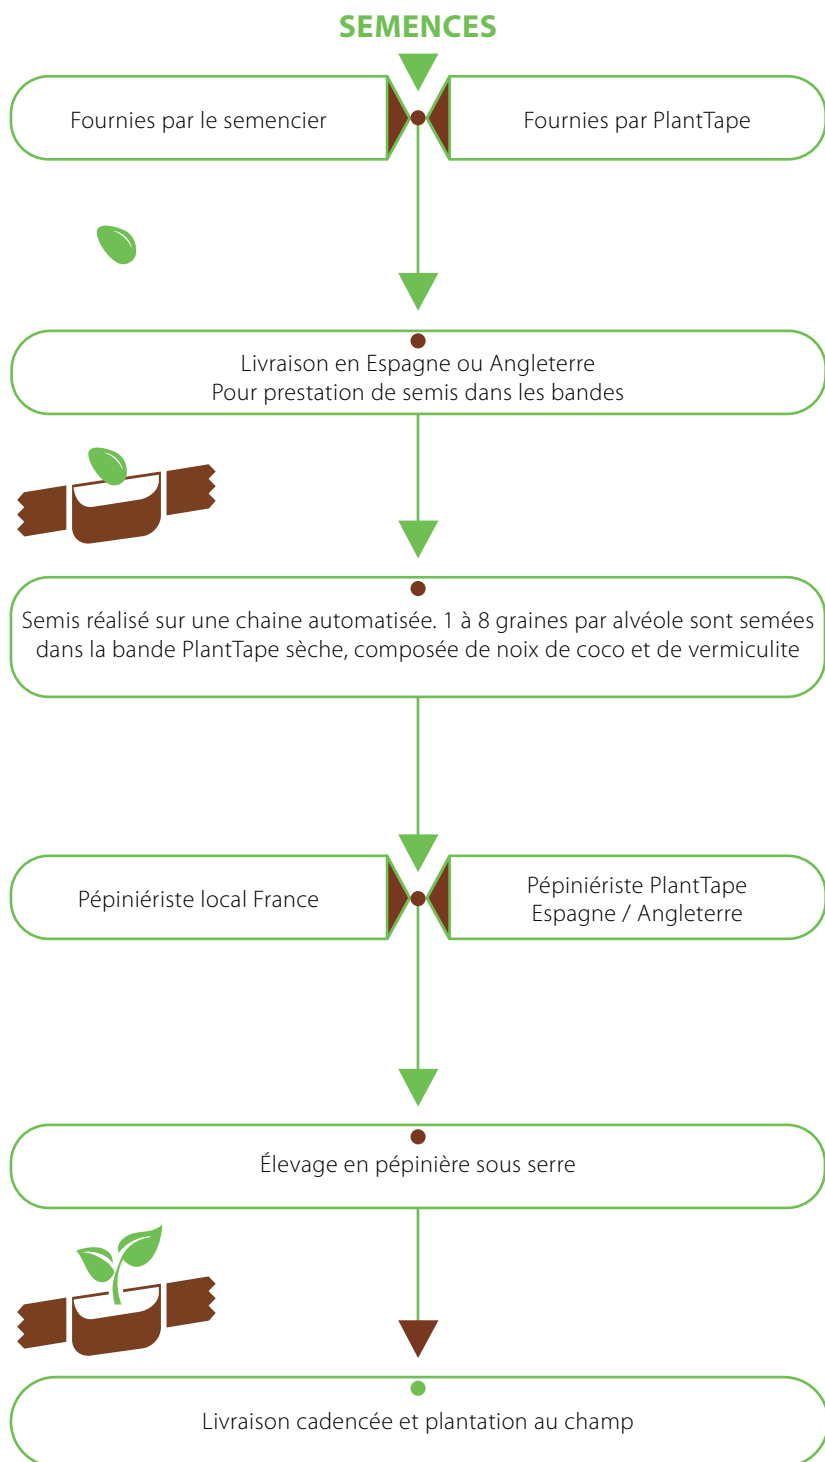 SEMENCES
Fournies par le semencier
Fournies par PlantTape
Livraison en Espagne ou Angleterre
Pour prestation de semis dans les bandes
Semis réalisé sur une chaine automatisée. 1 à 8 graines par alvéole sont semées
dans la bande PlantTape sèche, composée de noix de coco et de vermiculite
Pépiniériste local France
Pépiniériste PlantTape
Espagne / Angleterre
Élevage en pépinière sous serre
Livraison cadencée et plantation au champ